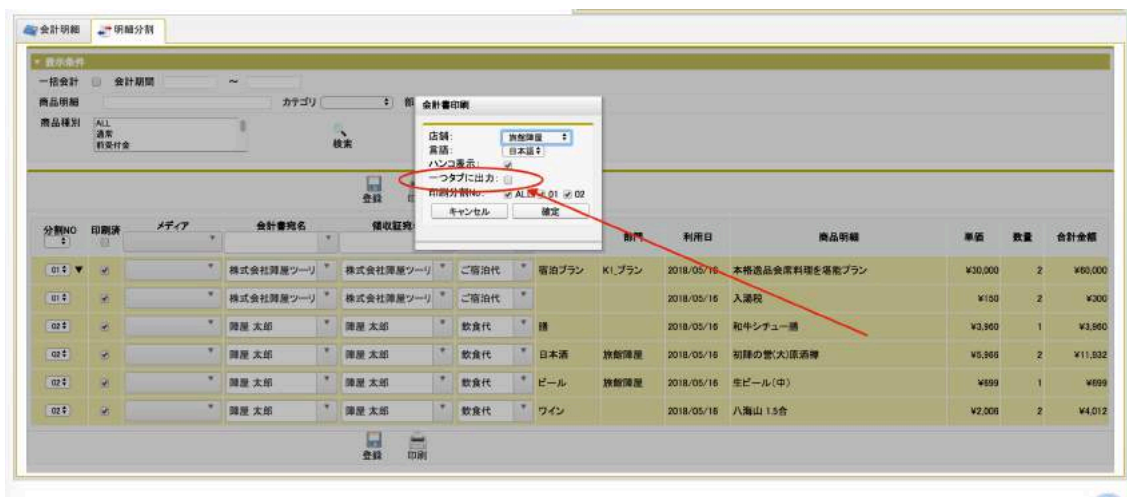 会計明細 明細分割
▼ 表示条件
一括会計 会計期間 ～
商品明細 カテゴリ 部
商品種別 ALL
通常
前受付金
検索
会計書印刷
店舗: 旅館陣屋
言語: 日本語
ハンコ表示:
一つタブに出力:
印刷分割No: ALL 01 02
キャンセル 確定
登録
分割NO 印刷済 メディア 会計書宛名 領収証宛 部門 利用日 商品明細 単価 数量 合計金額
01 ▼ 株式会社陣屋ツーリ 株式会社陣屋ツーリ ご宿泊代 宿泊プラン KI_プラン 2018/05/16 本格逸品会席料理を堪能プラン ¥30,000 2 ¥60,000
01 株式会社陣屋ツーリ 株式会社陣屋ツーリ ご宿泊代 2018/05/16 入湯税 ¥150 2 ¥300
02 陣屋 太郎 陣屋 太郎 飲食代 膳 2018/05/16 和牛シチュー膳 ¥3,960 1 ¥3,960
02 陣屋 太郎 陣屋 太郎 飲食代 日本酒 旅館陣屋 2018/05/16 初陣の誉(大)原酒樽 ¥5,966 2 ¥11,932
02 陣屋 太郎 陣屋 太郎 飲食代 ビール 旅館陣屋 2018/05/16 生ビール(中) ¥699 1 ¥699
02 陣屋 太郎 陣屋 太郎 飲食代 ワイン 2018/05/16 八海山 1.5合 ¥2,006 2 ¥4,012
登録 印刷